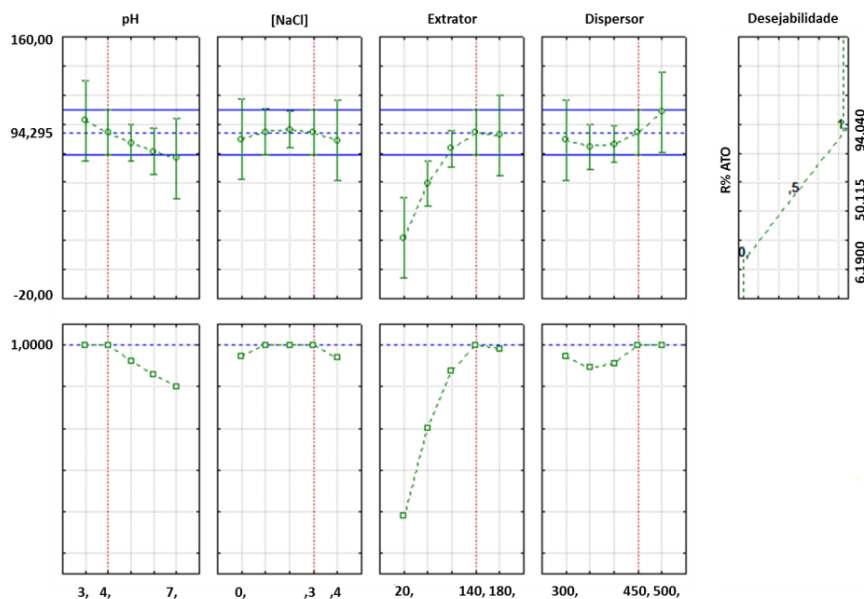 pH [NaCl] Extrator Dispersor Desejabilidade
160,00
94,295
-20,00
R% ATO
1,
,5
0,
94.040
50.115
6.1900
1,0000
3, 4, 7,
0, ,3 ,4
20, 140, 180,
300, 450, 500,